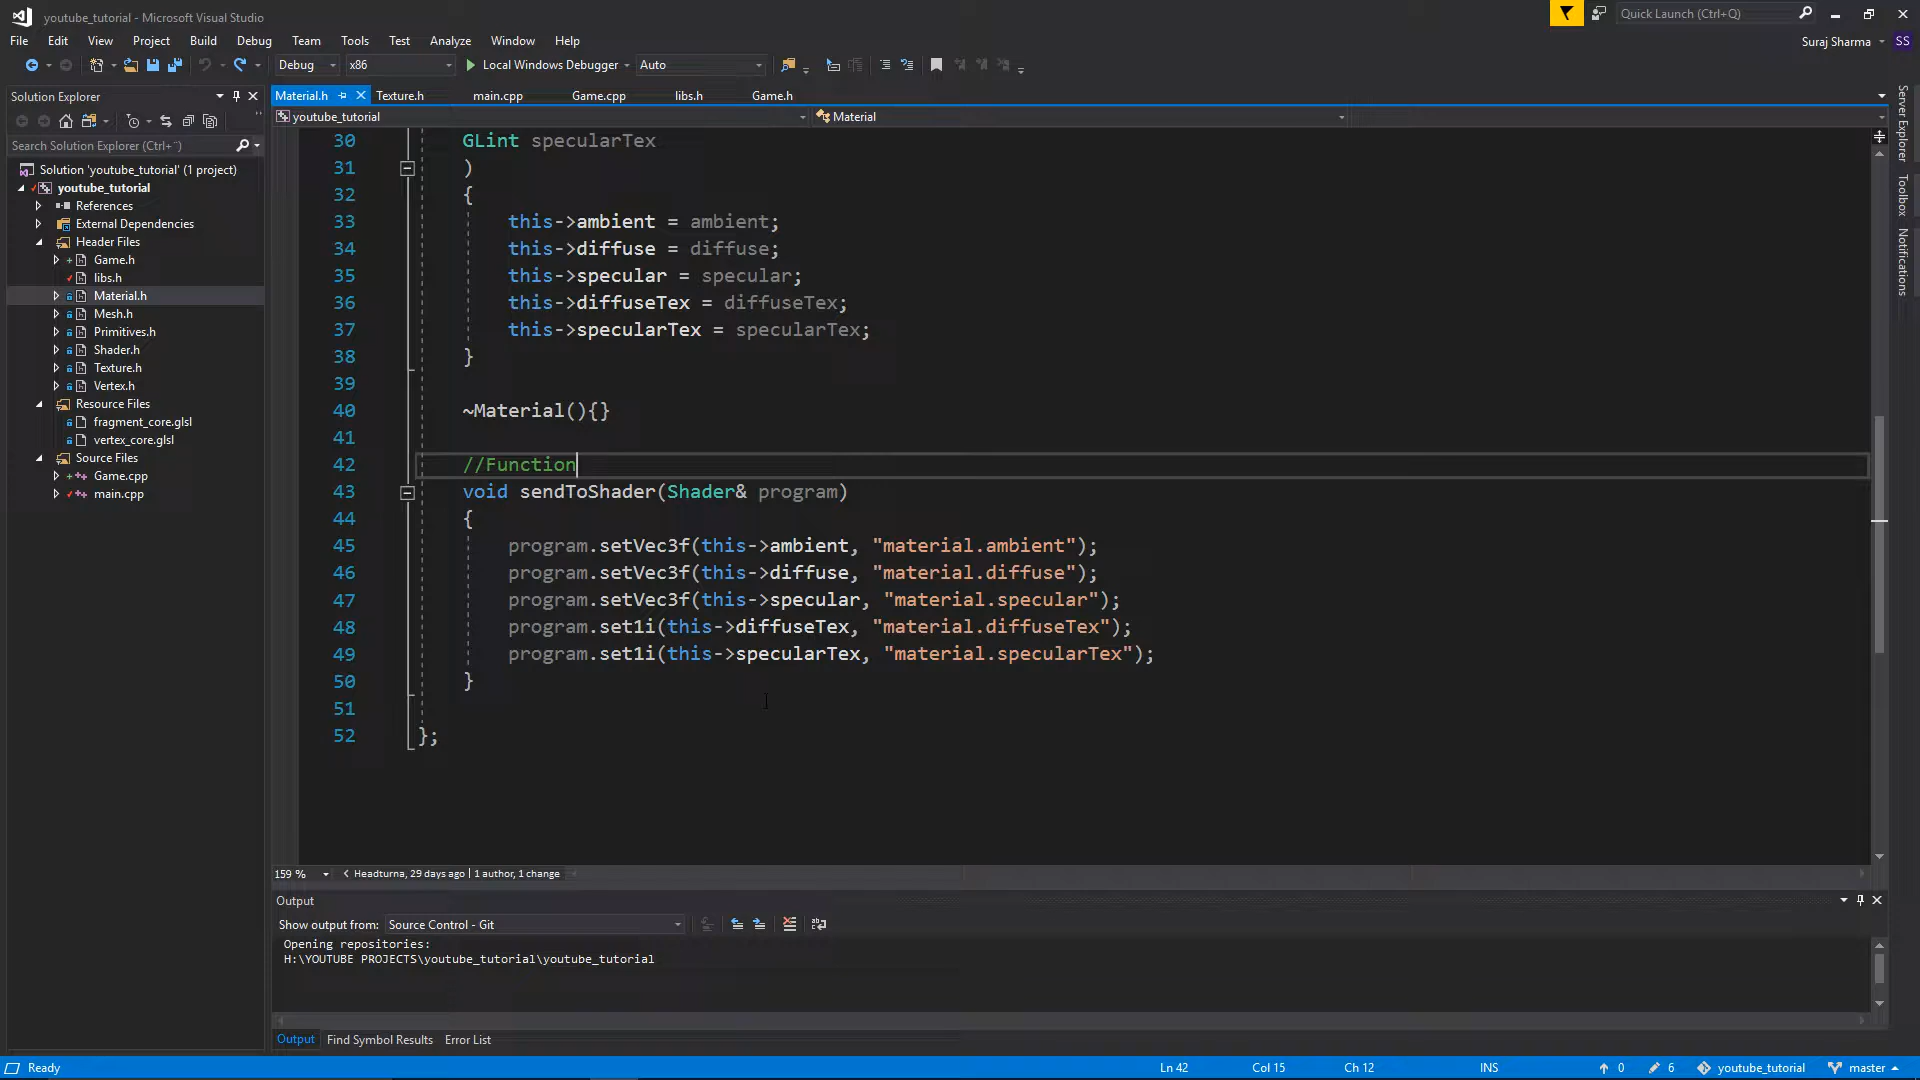 youtube_tutorial - Microsoft Visual Studio
Quick Launch (Ctrl+Q)
File Edit View Project Build Debug Team Tools Test Analyze Window Help
Suraj Sharma SS
Debug x86 Local Windows Debugger Auto
Solution Explorer
Material.h Texture.h main.cpp Game.cpp libs.h Game.h
youtube_tutorial Material
Search Solution Explorer (Ctrl+¨)
Solution 'youtube_tutorial' (1 project)
youtube_tutorial
References
External Dependencies
Header Files
Game.h
libs.h
Material.h
Mesh.h
Primitives.h
Shader.h
Texture.h
Vertex.h
Resource Files
fragment_core.glsl
vertex_core.glsl
Source Files
Game.cpp
main.cpp
30 GLint specularTex
31 )
32 {
33 this->ambient = ambient;
34 this->diffuse = diffuse;
35 this->specular = specular;
36 this->diffuseTex = diffuseTex;
37 this->specularTex = specularTex;
38 }
39
40 ~Material(){}
41
42 //Function
43 void sendToShader(Shader& program)
44 {
45 program.setVec3f(this->ambient, "material.ambient");
46 program.setVec3f(this->diffuse, "material.diffuse");
47 program.setVec3f(this->specular, "material.specular");
48 program.set1i(this->diffuseTex, "material.diffuseTex");
49 program.set1i(this->specularTex, "material.specularTex");
50 }
51
52 };
Server Explorer
Toolbox
Notifications
159 % Headturna, 29 days ago | 1 author, 1 change
Output
Show output from: Source Control - Git
Opening repositories:
H:\YOUTUBE PROJECTS\youtube_tutorial\youtube_tutorial
Output Find Symbol Results Error List
Ready Ln 42 Col 15 Ch 12 INS 0 6 youtube_tutorial master